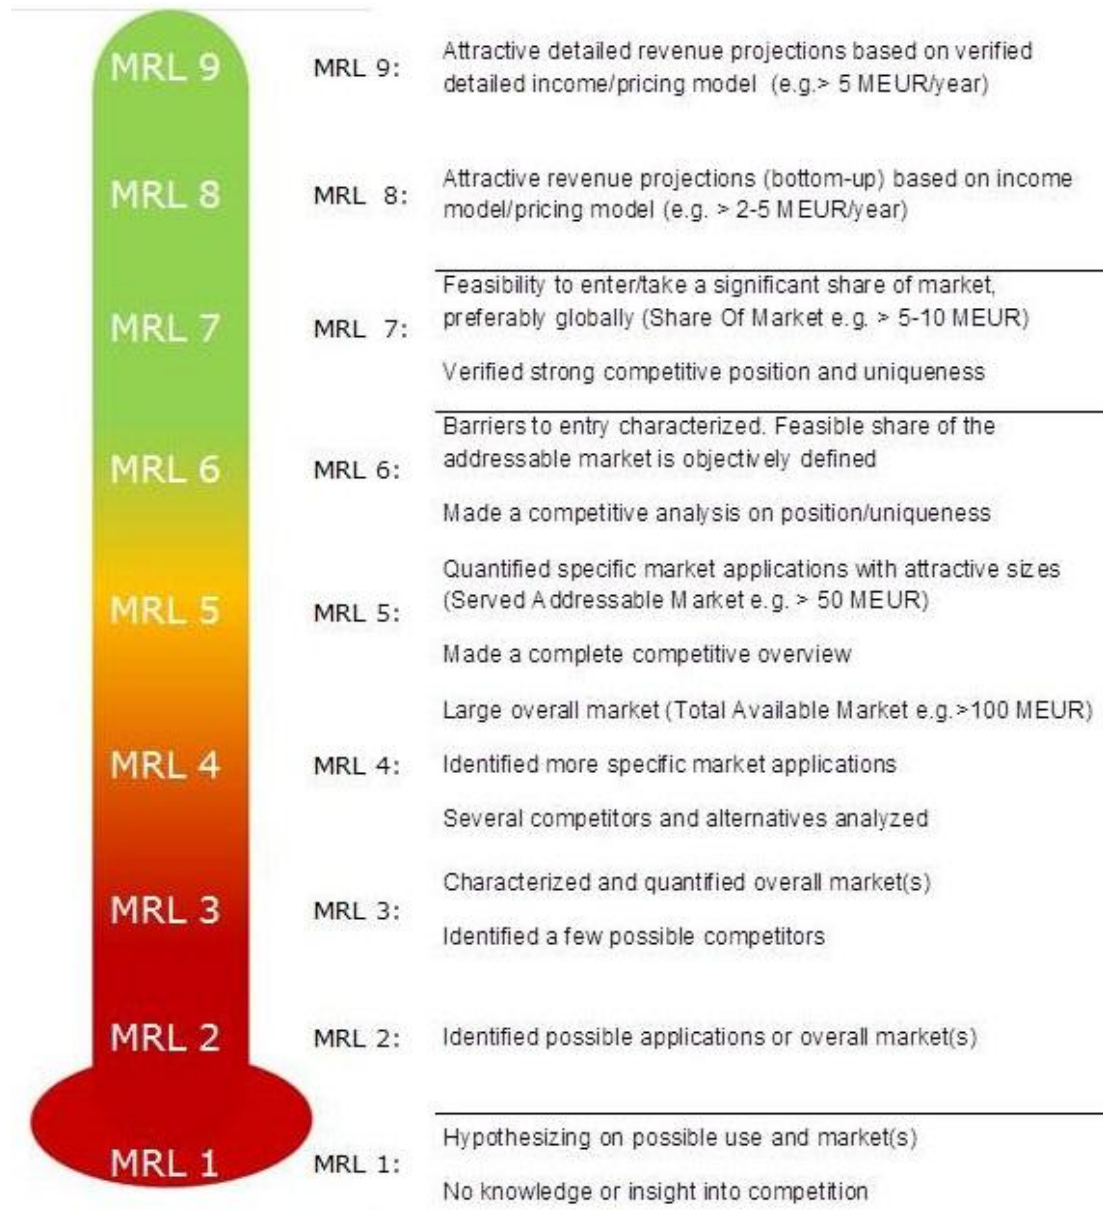 MRL 9
MRL 9:
Attractive detailed revenue projections based on verified
detailed income/pricing model (e.g.> 5 MEUR/year)
MRL 8
MRL 8:
Attractive revenue projections (bottom-up) based on income
model/pricing model (e.g. > 2-5 MEUR/year)
MRL 7
MRL 7:
Feasibility to enter/take a significant share of market,
preferably globally (Share Of Market e.g. > 5-10 MEUR)
Verified strong competitive position and uniqueness
MRL 6
MRL 6:
Barriers to entry characterized. Feasible share of the
addressable market is objectively defined
Made a competitive analysis on position/uniqueness
MRL 5
MRL 5:
Quantified specific market applications with attractive sizes
(Served Addressable Market e.g. > 50 MEUR)
Made a complete competitive overview
MRL 4
MRL 4:
Large overall market (Total Available Market e.g.>100 MEUR)
Identified more specific market applications
Several competitors and alternatives analyzed
MRL 3
MRL 3:
Characterized and quantified overall market(s)
Identified a few possible competitors
MRL 2
MRL 2:
Identified possible applications or overall market(s)
MRL 1
MRL 1:
Hypothesizing on possible use and market(s)
No knowledge or insight into competition